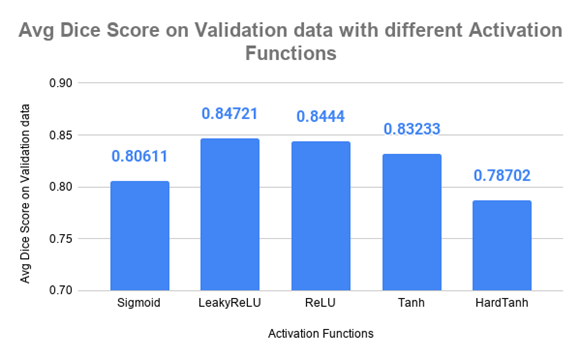 Avg Dice Score on Validation data with different Activation
Functions
Avg Dice Score on Validation data
0.90
0.85
0.80
0.75
0.70
0.80611
0.84721
0.8444
0.83233
0.78702
Sigmoid
LeakyReLU
ReLU
Tanh
HardTanh
Activation Functions